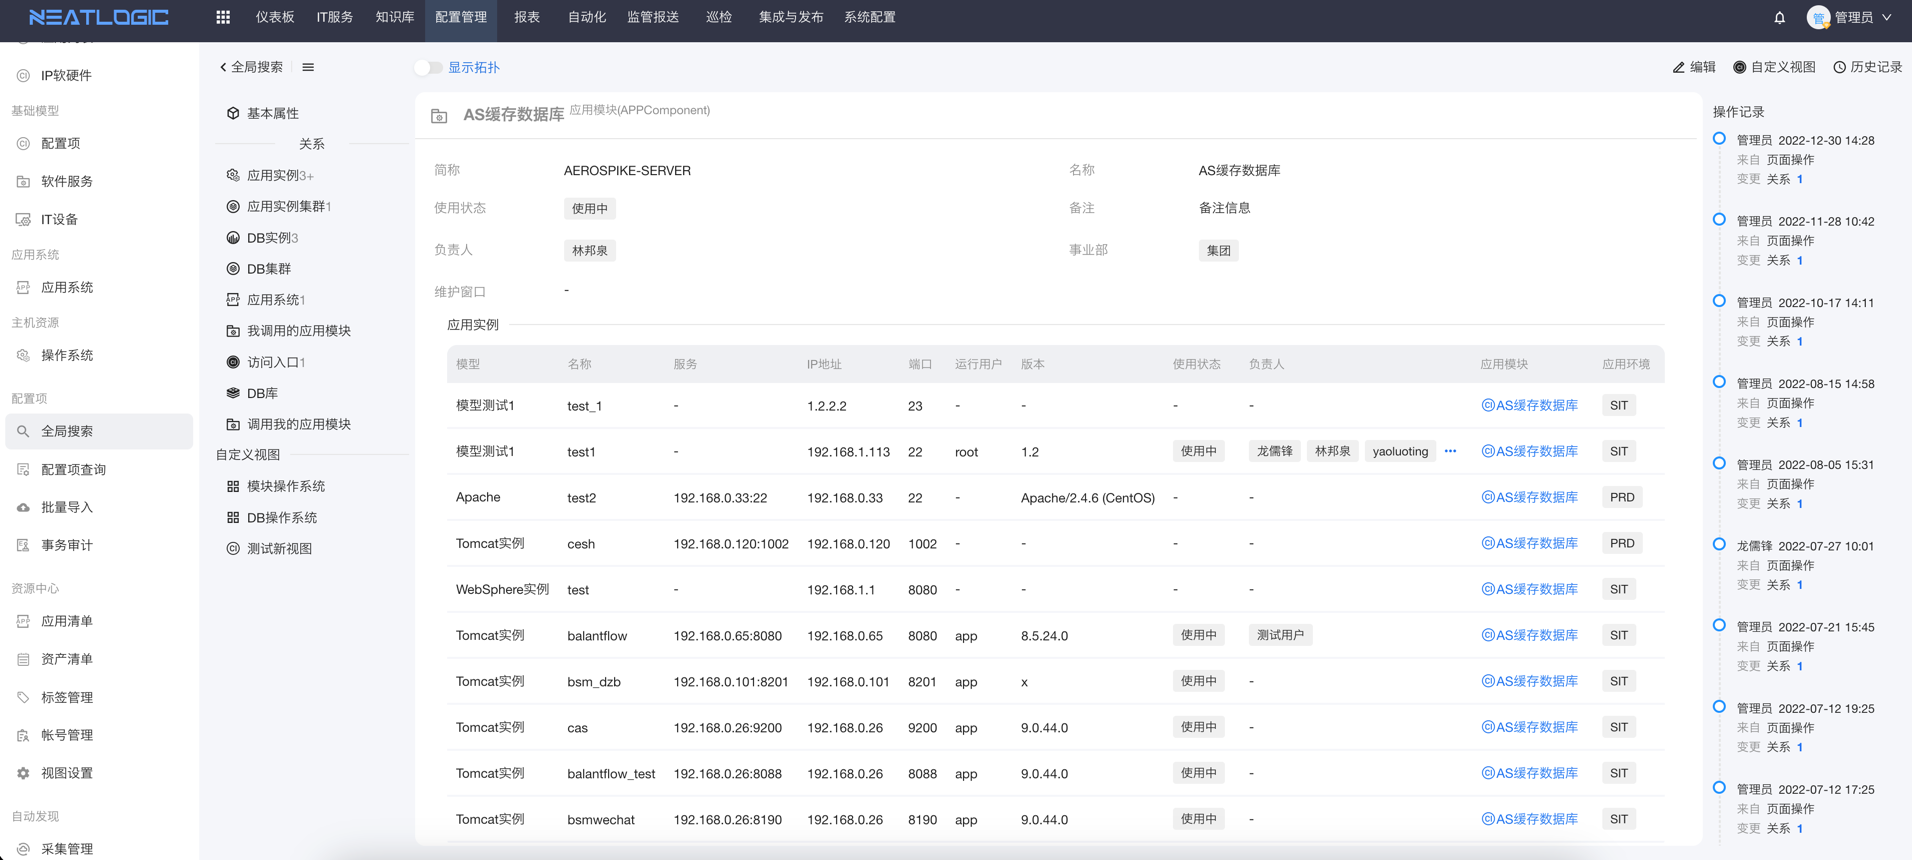 NEATLOGIC
仪表板 IT服务 知识库 配置管理 报表 自动化 监管报送 巡检 集成与发布 系统配置
管 管理员
IP软硬件
基础模型
配置项
软件服务
IT设备
应用系统
应用系统
主机资源
操作系统
配置项
全局搜索
配置项查询
批量导入
事务审计
资源中心
应用清单
资产清单
标签管理
帐号管理
视图设置
自动发现
采集管理
全局搜索
基本属性
关系
应用实例3+
应用实例集群1
DB实例3
DB集群
应用系统1
我调用的应用模块
访问入口1
DB库
调用我的应用模块
自定义视图
模块操作系统
DB操作系统
测试新视图
显示拓扑
编辑 自定义视图 历史记录
AS缓存数据库 应用模块(APPComponent)
简称 AEROSPIKE-SERVER 名称 AS缓存数据库
使用状态 使用中 备注 备注信息
负责人 林邦泉 事业部 集团
维护窗口 -
应用实例
模型 名称 服务 IP地址 端口 运行用户 版本 使用状态 负责人 应用模块 应用环境
模型测试1 test_1 - 1.2.2.2 23 - - - - AS缓存数据库 SIT
模型测试1 test1 - 192.168.1.113 22 root 1.2 使用中 龙儒锋 林邦泉 yaoluoting ••• AS缓存数据库 SIT
Apache test2 192.168.0.33:22 192.168.0.33 22 - Apache/2.4.6 (CentOS) - - AS缓存数据库 PRD
Tomcat实例 cesh 192.168.0.120:1002 192.168.0.120 1002 - - - - AS缓存数据库 PRD
WebSphere实例 test - 192.168.1.1 8080 - - - - AS缓存数据库 SIT
Tomcat实例 balantflow 192.168.0.65:8080 192.168.0.65 8080 app 8.5.24.0 使用中 测试用户 AS缓存数据库 SIT
Tomcat实例 bsm_dzb 192.168.0.101:8201 192.168.0.101 8201 app x 使用中 - AS缓存数据库 SIT
Tomcat实例 cas 192.168.0.26:9200 192.168.0.26 9200 app 9.0.44.0 使用中 - AS缓存数据库 SIT
Tomcat实例 balantflow_test 192.168.0.26:8088 192.168.0.26 8088 app 9.0.44.0 使用中 - AS缓存数据库 SIT
Tomcat实例 bsmwechat 192.168.0.26:8190 192.168.0.26 8190 app 9.0.44.0 使用中 - AS缓存数据库 SIT
操作记录
管理员 2022-12-30 14:28
来自 页面操作
变更 关系 1
管理员 2022-11-28 10:42
来自 页面操作
变更 关系 1
管理员 2022-10-17 14:11
来自 页面操作
变更 关系 1
管理员 2022-08-15 14:58
来自 页面操作
变更 关系 1
管理员 2022-08-05 15:31
来自 页面操作
变更 关系 1
龙儒锋 2022-07-27 10:01
来自 页面操作
变更 关系 1
管理员 2022-07-21 15:45
来自 页面操作
变更 关系 1
管理员 2022-07-12 19:25
来自 页面操作
变更 关系 1
管理员 2022-07-12 17:25
来自 页面操作
变更 关系 1